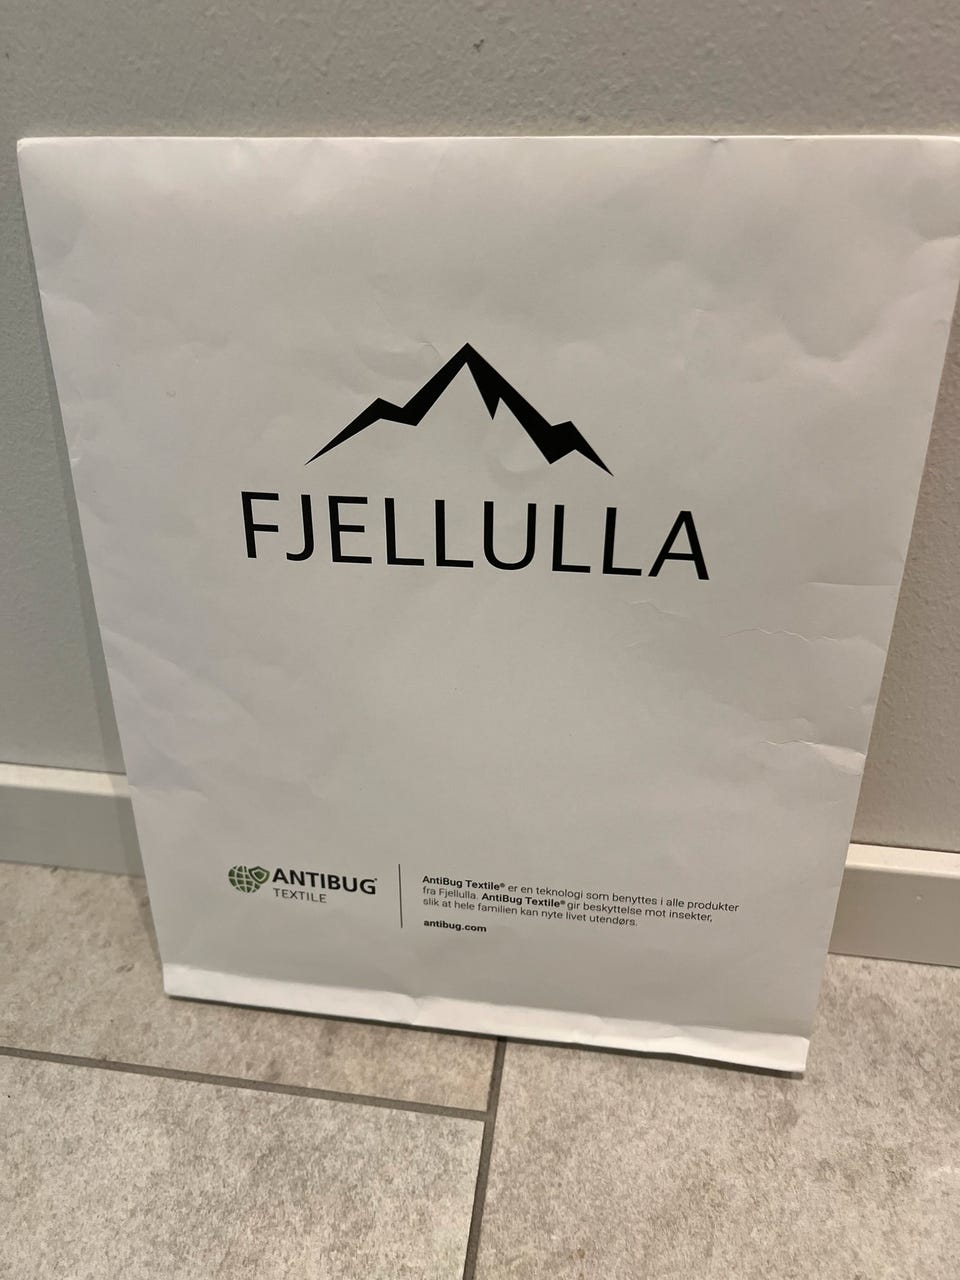 FJELLULLA
ANTIBUG®
TEXTILE
AntiBug Textile® er en teknologi som benyttes i alle produkter
fra Fjellulla. AntiBug Textile® gir beskyttelse mot insekter,
slik at hele familien kan nyte livet utendørs.
antibug.com